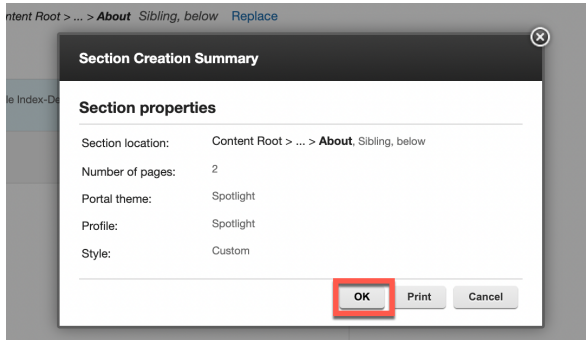 ntent Root > ... > About Sibling, below Replace
Section Creation Summary
le Index-De
Section properties
Section location: Content Root > ... > About, Sibling, below
Number of pages: 2
Portal theme: Spotlight
Profile: Spotlight
Style: Custom
OK Print Cancel